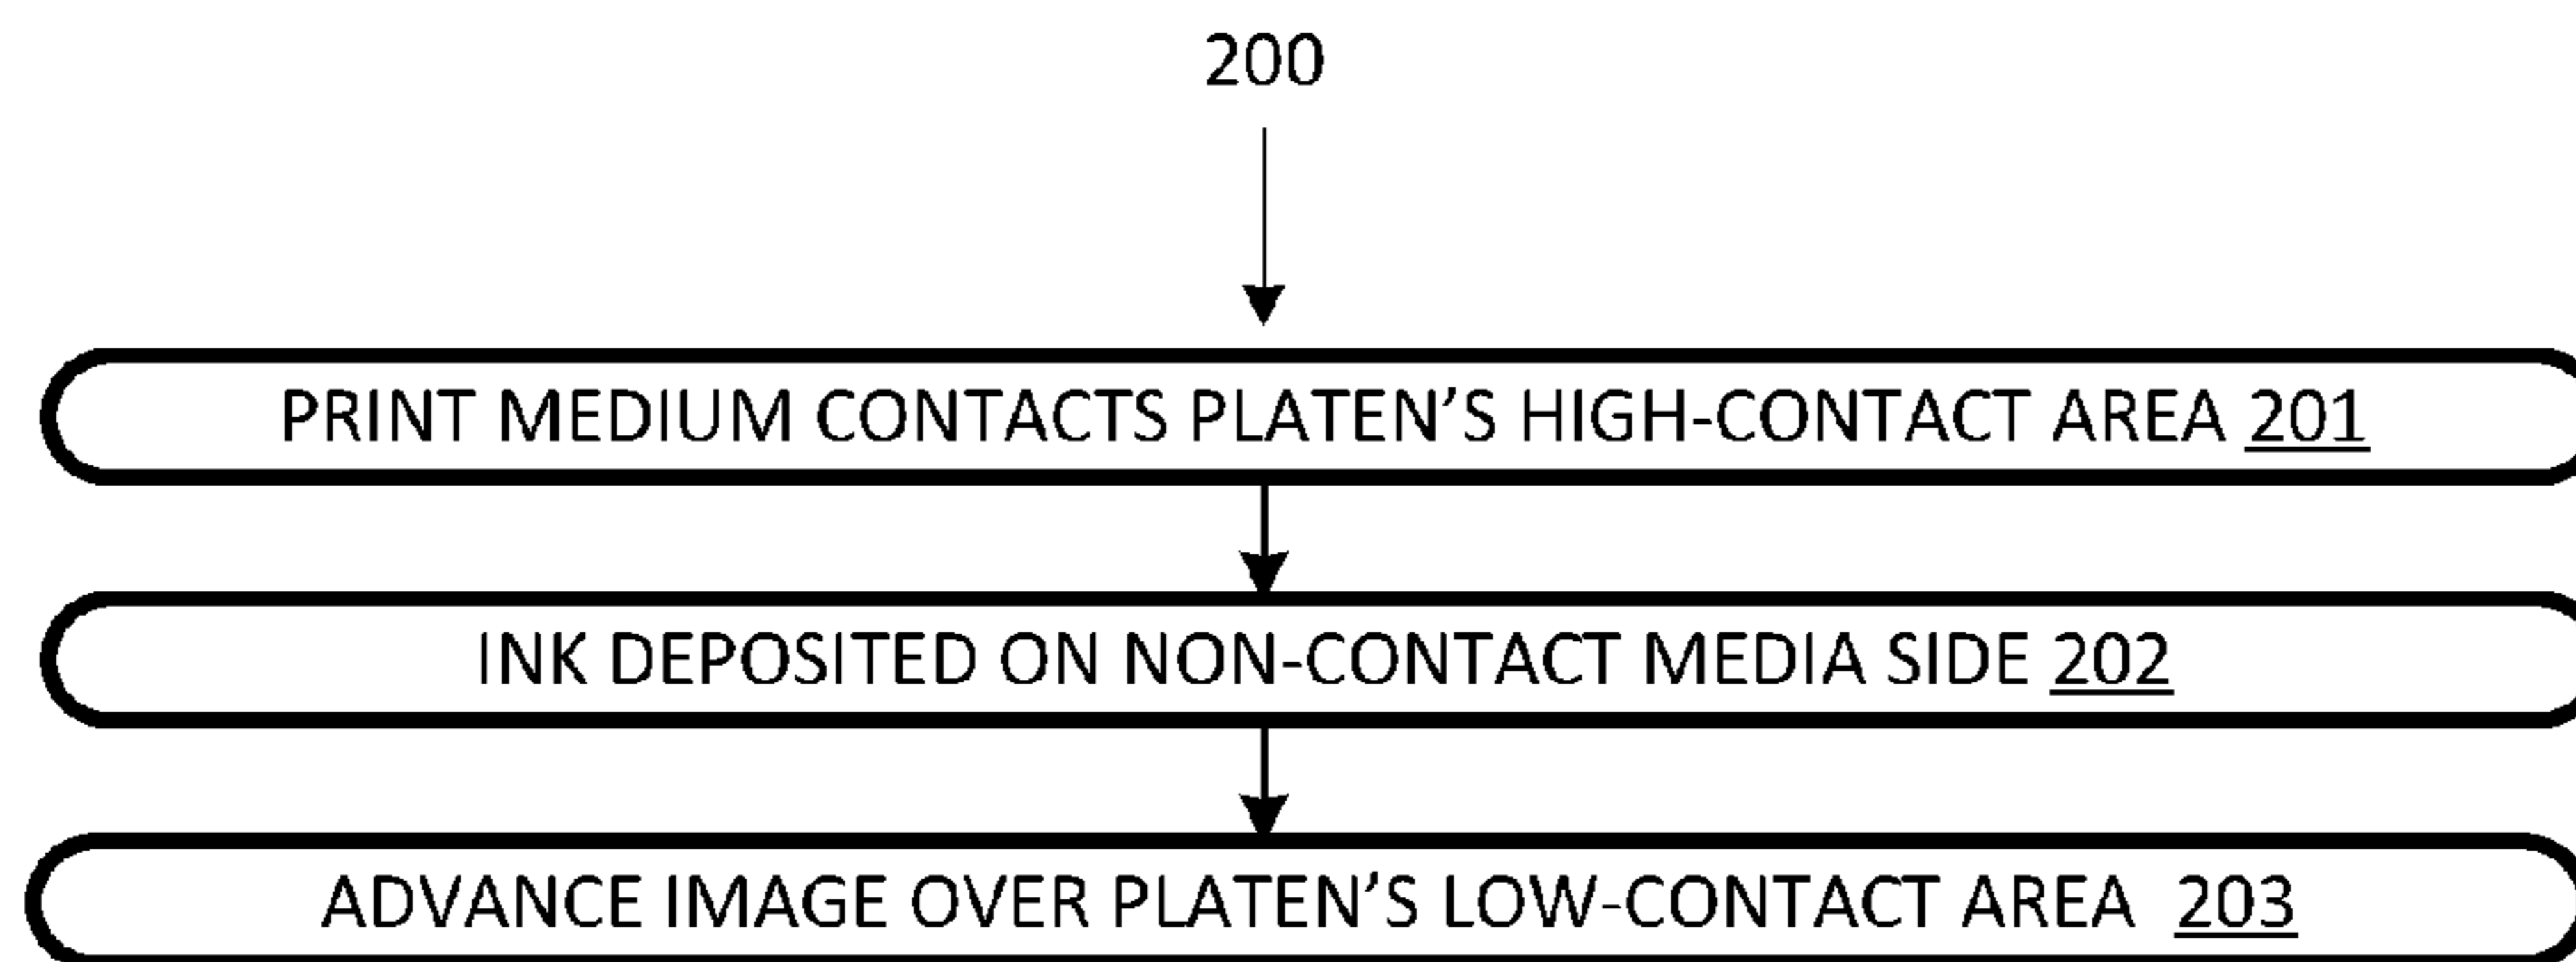 200
PRINT MEDIUM CONTACTS PLATEN'S HIGH-CONTACT AREA 201
INK DEPOSITED ON NON-CONTACT MEDIA SIDE 202
ADVANCE IMAGE OVER PLATEN'S LOW-CONTACT AREA 203